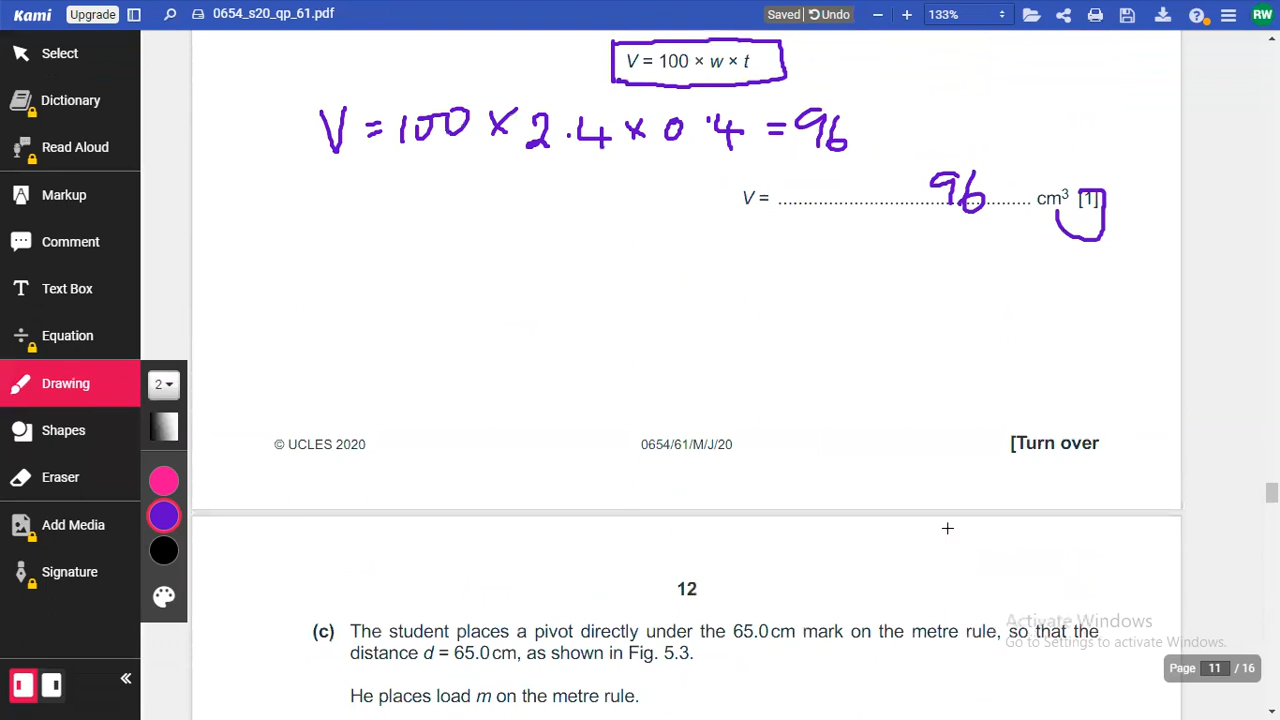 Kami Upgrade 0654_s20_qp_61.pdf Saved Undo 133% RW
Select
Dictionary
Read Aloud
Markup
Comment
Text Box
Equation
Drawing
Shapes
Eraser
Add Media
Signature
2
V = 100 × w × t
V = 100 × 2.4 × 0.4 = 96
V = ........................ 96 ........ cm³ [1]
© UCLES 2020 0654/61/M/J/20 [Turn over
12
(c) The student places a pivot directly under the 65.0 cm mark on the metre rule, so that the
distance d = 65.0 cm, as shown in Fig. 5.3.
He places load m on the metre rule.
Activate Windows
Go to Settings to activate Windows.
Page 11 / 16